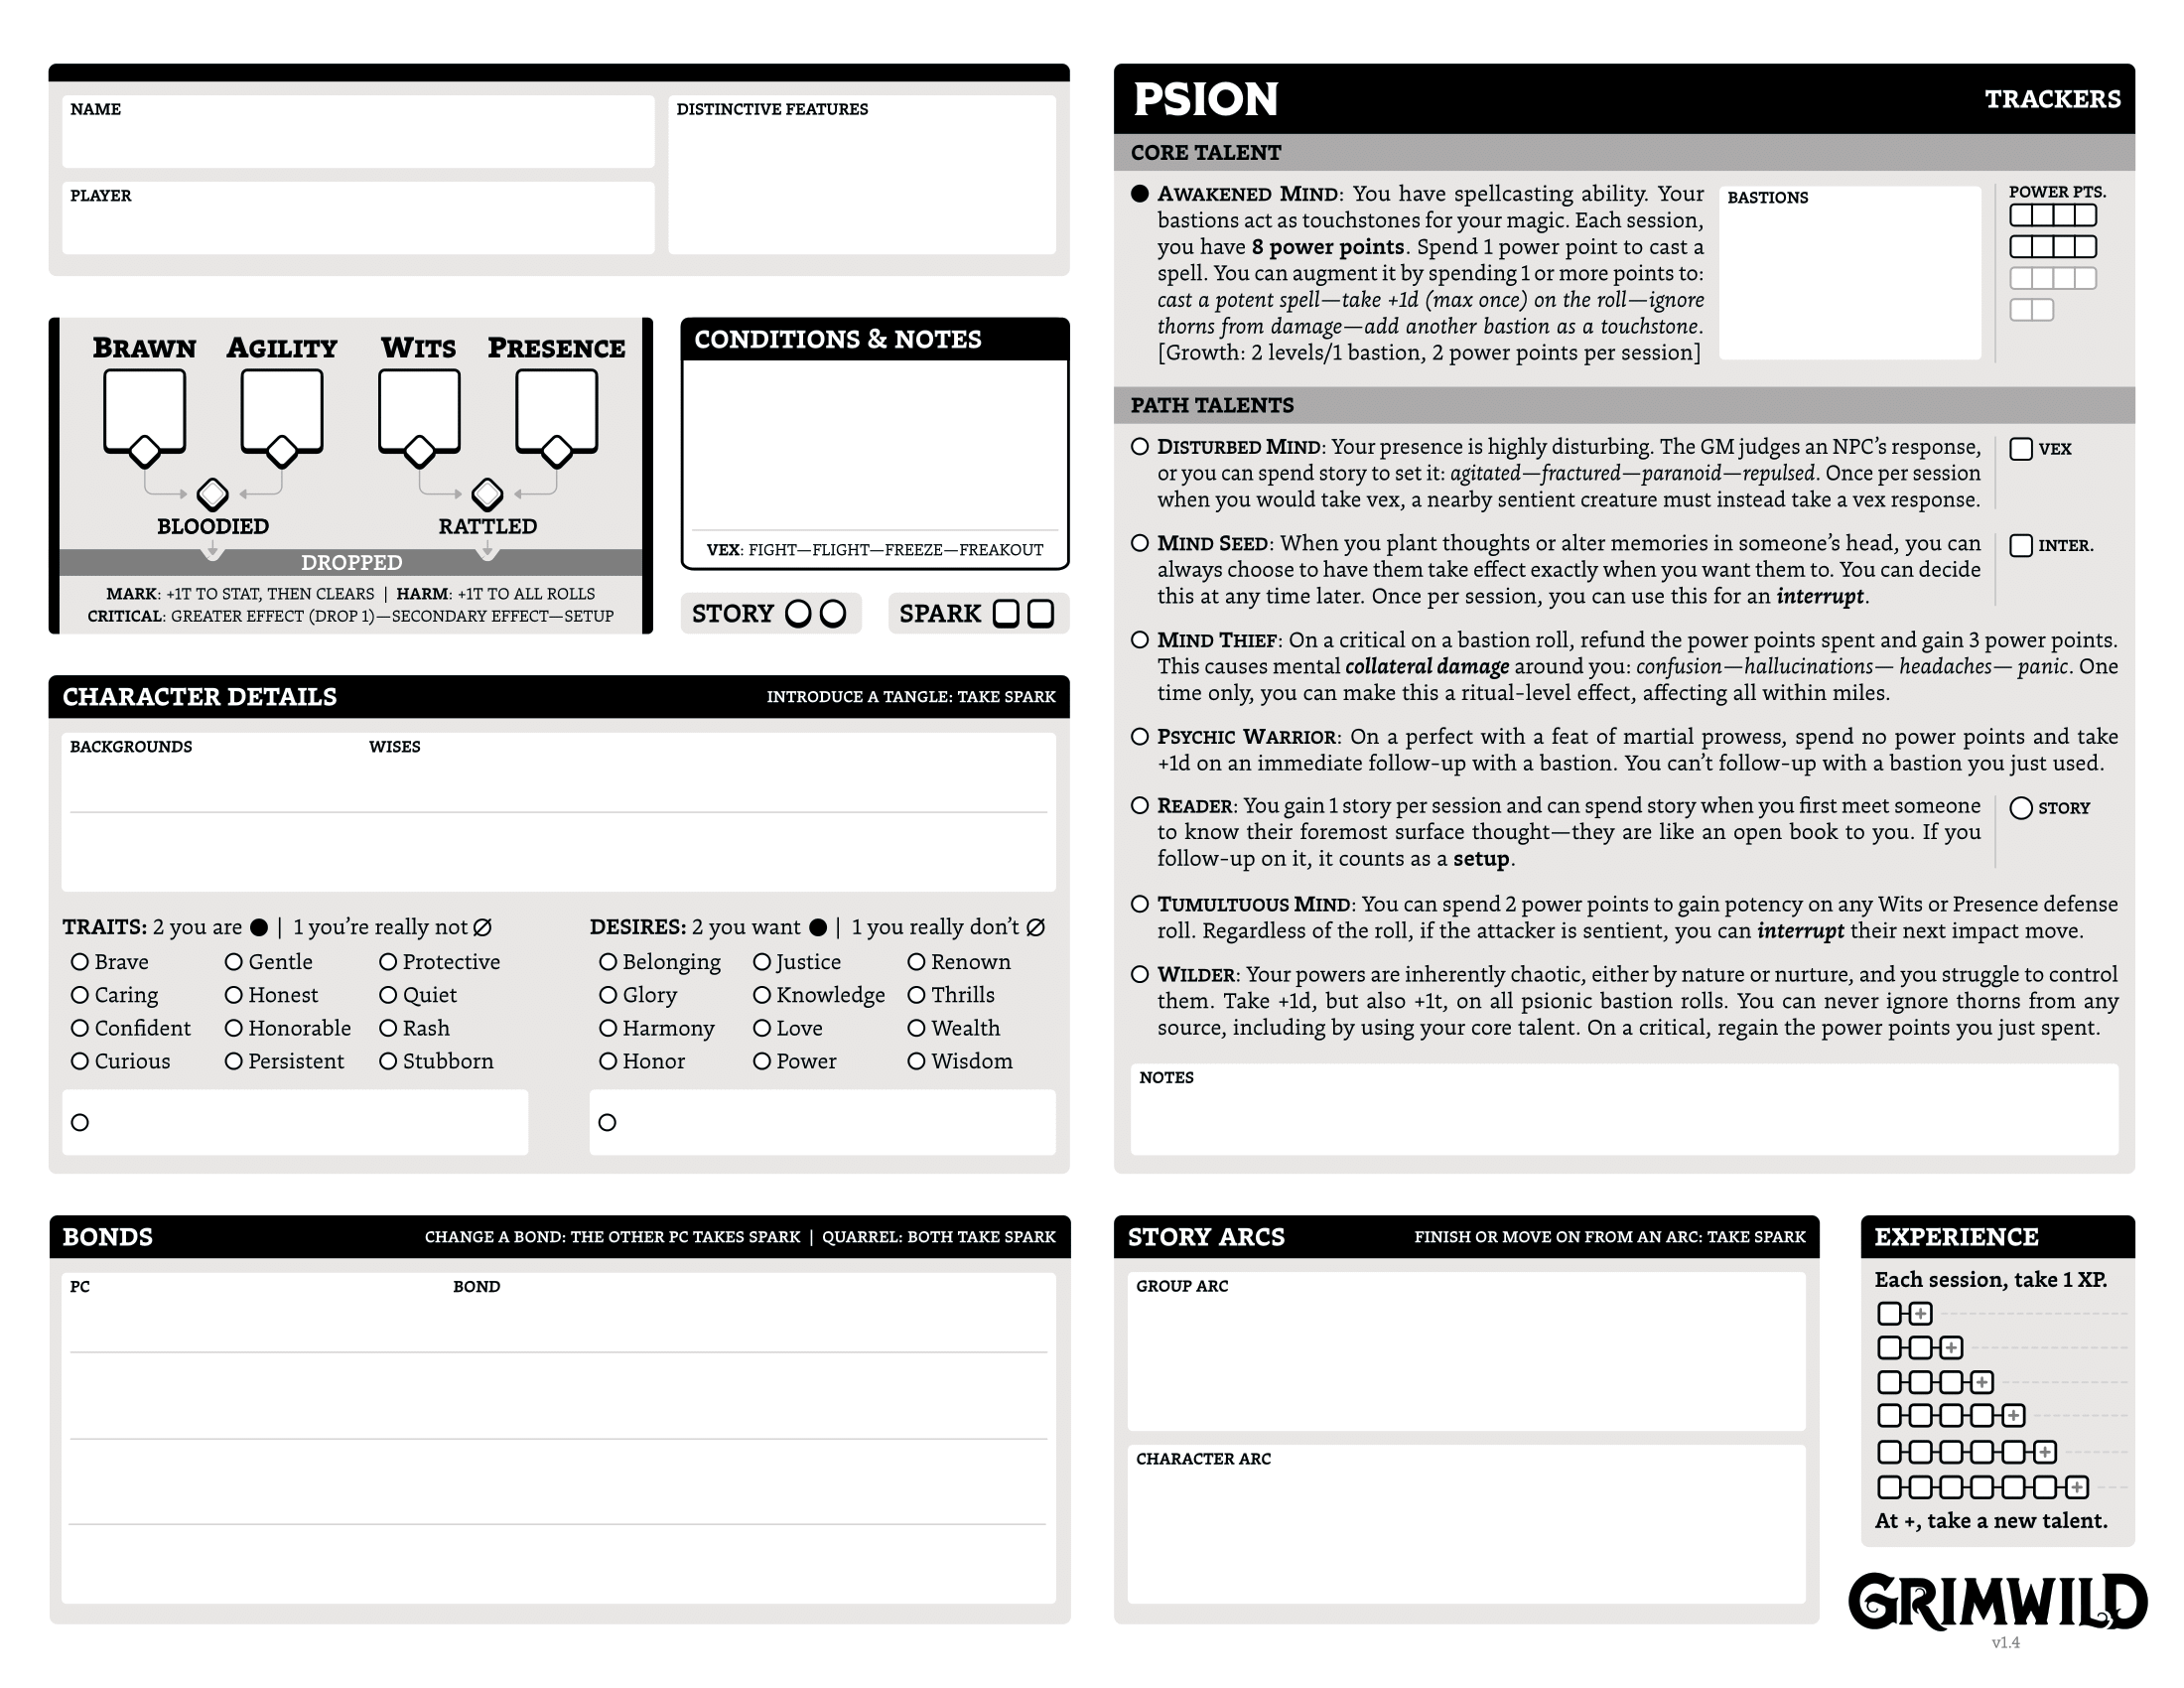 NAME
DISTINCTIVE FEATURES
PLAYER
BRAWN AGILITY WITS PRESENCE
BLOODIED RATTLED
DROPPED
MARK: +1T TO STAT, THEN CLEARS | HARM: +1T TO ALL ROLLS
CRITICAL: GREATER EFFECT (DROP 1)—SECONDARY EFFECT—SETUP
CONDITIONS & NOTES
VEX: FIGHT—FLIGHT—FREEZE—FREAKOUT
STORY
SPARK
CHARACTER DETAILS INTRODUCE A TANGLE: TAKE SPARK
BACKGROUNDS WISES
TRAITS: 2 you are ● | 1 you're really not Ø
Brave Gentle Protective
Caring Honest Quiet
Confident Honorable Rash
Curious Persistent Stubborn
DESIRES: 2 you want ● | 1 you really don't Ø
Belonging Justice Renown
Glory Knowledge Thrills
Harmony Love Wealth
Honor Power Wisdom
BONDS CHANGE A BOND: THE OTHER PC TAKES SPARK | QUARREL: BOTH TAKE SPARK
PC BOND
PSION TRACKERS
CORE TALENT
AWAKENED MIND: You have spellcasting ability. Your
bastions act as touchstones for your magic. Each session,
you have 8 power points. Spend 1 power point to cast a
spell. You can augment it by spending 1 or more points to:
cast a potent spell—take +1d (max once) on the roll—ignore
thorns from damage—add another bastion as a touchstone.
[Growth: 2 levels/1 bastion, 2 power points per session]
BASTIONS
POWER PTS.
PATH TALENTS
DISTURBED MIND: Your presence is highly disturbing. The GM judges an NPC's response,
or you can spend story to set it: agitated—fractured—paranoid—repulsed. Once per session
when you would take vex, a nearby sentient creature must instead take a vex response.
VEX
MIND SEED: When you plant thoughts or alter memories in someone's head, you can
always choose to have them take effect exactly when you want them to. You can decide
this at any time later. Once per session, you can use this for an interrupt.
INTER.
MIND THIEF: On a critical on a bastion roll, refund the power points spent and gain 3 power points.
This causes mental collateral damage around you: confusion—hallucinations— headaches— panic. One
time only, you can make this a ritual-level effect, affecting all within miles.
PSYCHIC WARRIOR: On a perfect with a feat of martial prowess, spend no power points and take
+1d on an immediate follow-up with a bastion. You can't follow-up with a bastion you just used.
READER: You gain 1 story per session and can spend story when you first meet someone
to know their foremost surface thought—they are like an open book to you. If you
follow-up on it, it counts as a setup.
STORY
TUMULTUOUS MIND: You can spend 2 power points to gain potency on any Wits or Presence defense
roll. Regardless of the roll, if the attacker is sentient, you can interrupt their next impact move.
WILDER: Your powers are inherently chaotic, either by nature or nurture, and you struggle to control
them. Take +1d, but also +1t, on all psionic bastion rolls. You can never ignore thorns from any
source, including by using your core talent. On a critical, regain the power points you just spent.
NOTES
STORY ARCS FINISH OR MOVE ON FROM AN ARC: TAKE SPARK
GROUP ARC
CHARACTER ARC
EXPERIENCE
Each session, take 1 XP.
+
+
+
+
+
+
At +, take a new talent.
GRIMWILD
v1.4